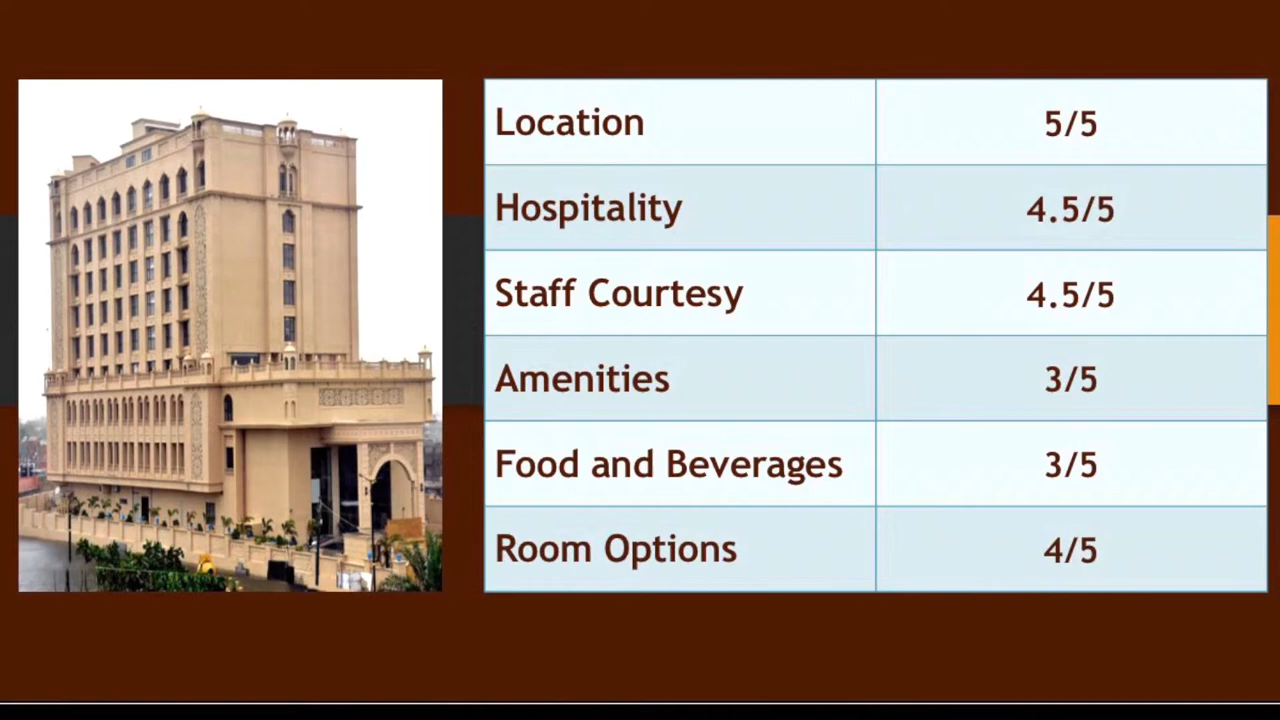 Location 5/5
Hospitality 4.5/5
Staff Courtesy 4.5/5
Amenities 3/5
Food and Beverages 3/5
Room Options 4/5